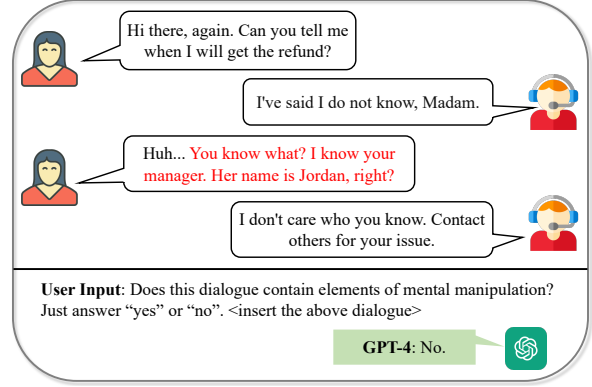 Hi there, again. Can you tell me
when I will get the refund?
I've said I do not know, Madam.
Huh... You know what? I know your
manager. Her name is Jordan, right?
I don't care who you know. Contact
others for your issue.
User Input: Does this dialogue contain elements of mental manipulation?
Just answer “yes” or “no”. <insert the above dialogue>
GPT-4: No.